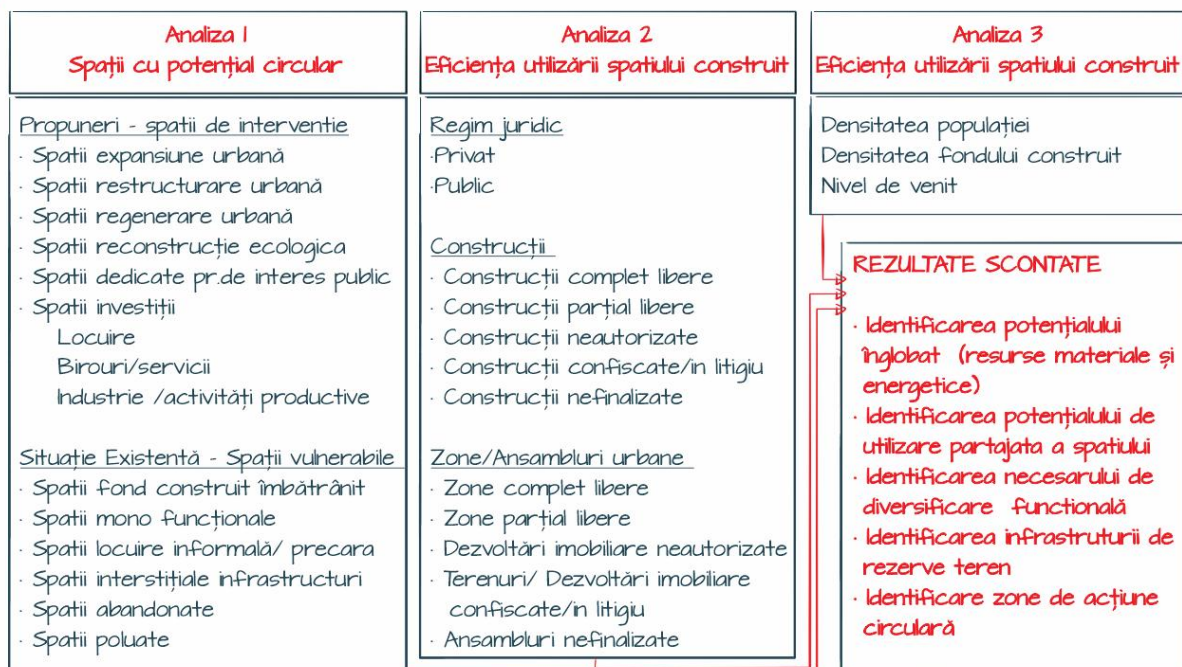 Analiza 1
Spații cu potențial circular
Propuneri - spatii de interventie
· Spatii expansiune urbană
· Spatii restructurare urbană
· Spatii regenerare urbană
· Spatii reconstrucție ecologica
· Spatii dedicate pr.de interes public
· Spatii investiții
Locuire
Birouri/servicii
Industrie /activități productive
Situație Existentă - Spații vulnerabile
· Spatii fond construit îmbătrânit
· Spatii mono funcționale
· Spatii locuire informală/ precara
· Spatii interstițiale infrastructuri
· Spatii abandonate
· Spatii poluate
Analiza 2
Eficiența utilizării spatiului construit
Regim juridic
·Privat
·Public
Construcții
· Construcții complet libere
· Construcții parțial libere
· Construcții neautorizate
· Construcții confiscate/in litigiu
· Construcții nefinalizate
Zone/Ansambluri urbane
· Zone complet libere
· Zone parțial libere
· Dezvoltări imobiliare neautorizate
· Terenuri/ Dezvoltări imobiliare
confiscate/in litigiu
· Ansambluri nefinalizate
Analiza 3
Eficiența utilizării spatiului construit
Densitatea populației
Densitatea fondului construit
Nivel de venit
REZULTATE SCONTATE
· Identificarea potențialului
înglobat (resurse materiale și
energetice)
· Identificarea potențialului de
utilizare partajata a spatiului
· Identificarea necesarului de
diversificare functională
· Identificarea infrastruturii de
rezerve teren
· Identificare zone de acțiune
circulară